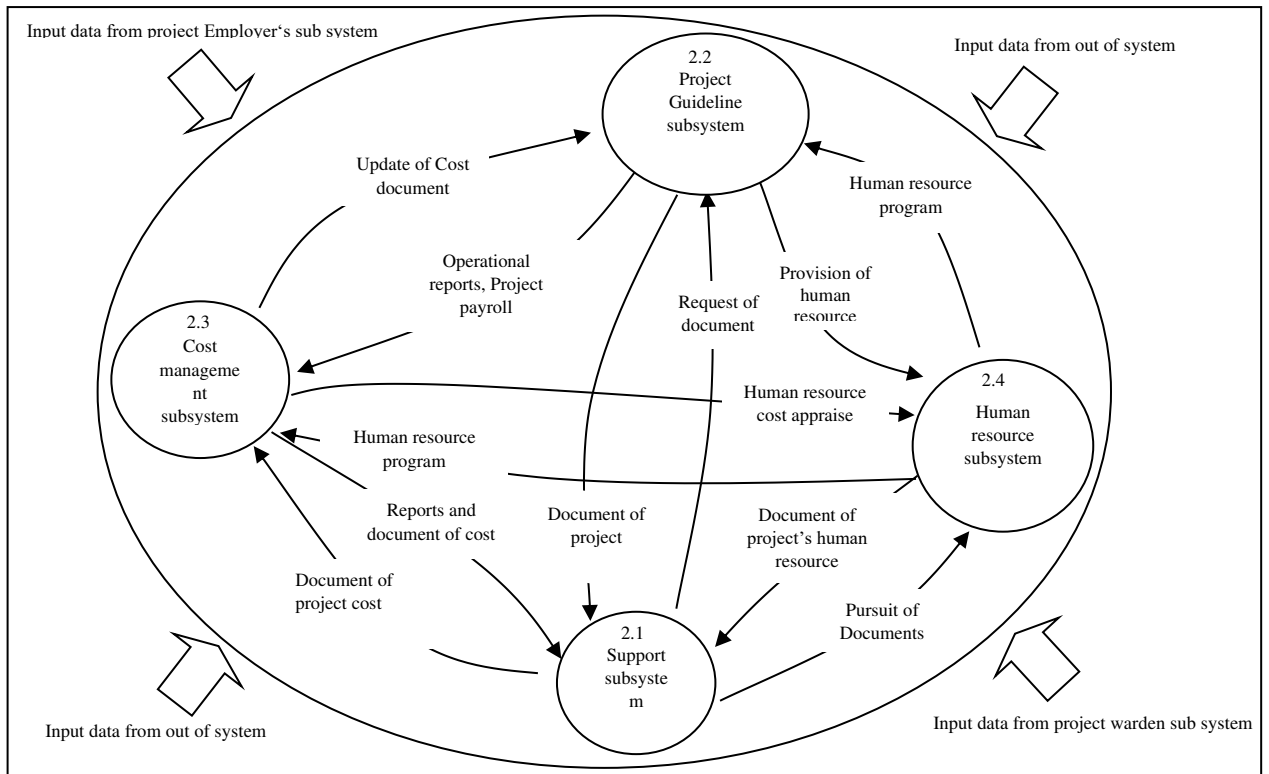 Input data from project Employer‘s sub system
Input data from out of system
2.2
Project
Guideline
subsystem
Update of Cost
document
Human resource
program
Operational
reports, Project
payroll
Provision of
human
resource
Request of
document
2.3
Cost
manageme
nt
subsystem
2.4
Human
resource
subsystem
Human resource
cost appraise
Human resource
program
Reports and
document of cost
Document of
project
Document of
project’s human
resource
Document of
project cost
Pursuit of
Documents
2.1
Support
subsyste
m
Input data from out of system
Input data from project warden sub system